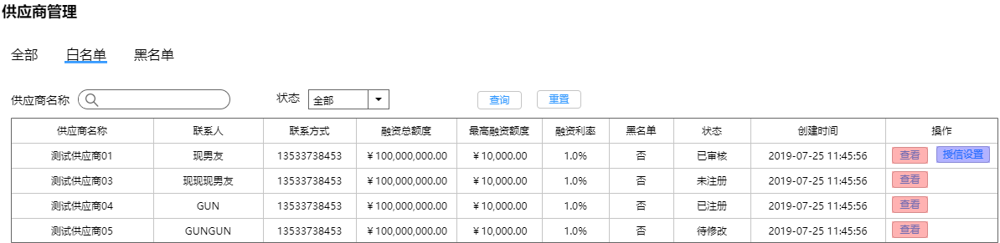 供应商管理
全部 白名单 黑名单
供应商名称 状态 全部 查询 重置
供应商名称 联系人 联系方式 融资总额度 最高融资额度 融资利率 黑名单 状态 创建时间 操作
测试供应商01 现男友 13533738453 ￥100,000,000.00 ￥10,000.00 1.0% 否 已审核 2019-07-25 11:45:56 查看 授信设置
测试供应商03 现现现男友 13533738453 ￥100,000,000.00 ￥10,000.00 1.0% 否 未注册 2019-07-25 11:45:56 查看
测试供应商04 GUN 13533738453 ￥100,000,000.00 ￥10,000.00 1.0% 否 已注册 2019-07-25 11:45:56 查看
测试供应商05 GUNGUN 13533738453 ￥100,000,000.00 ￥10,000.00 1.0% 否 待修改 2019-07-25 11:45:56 查看